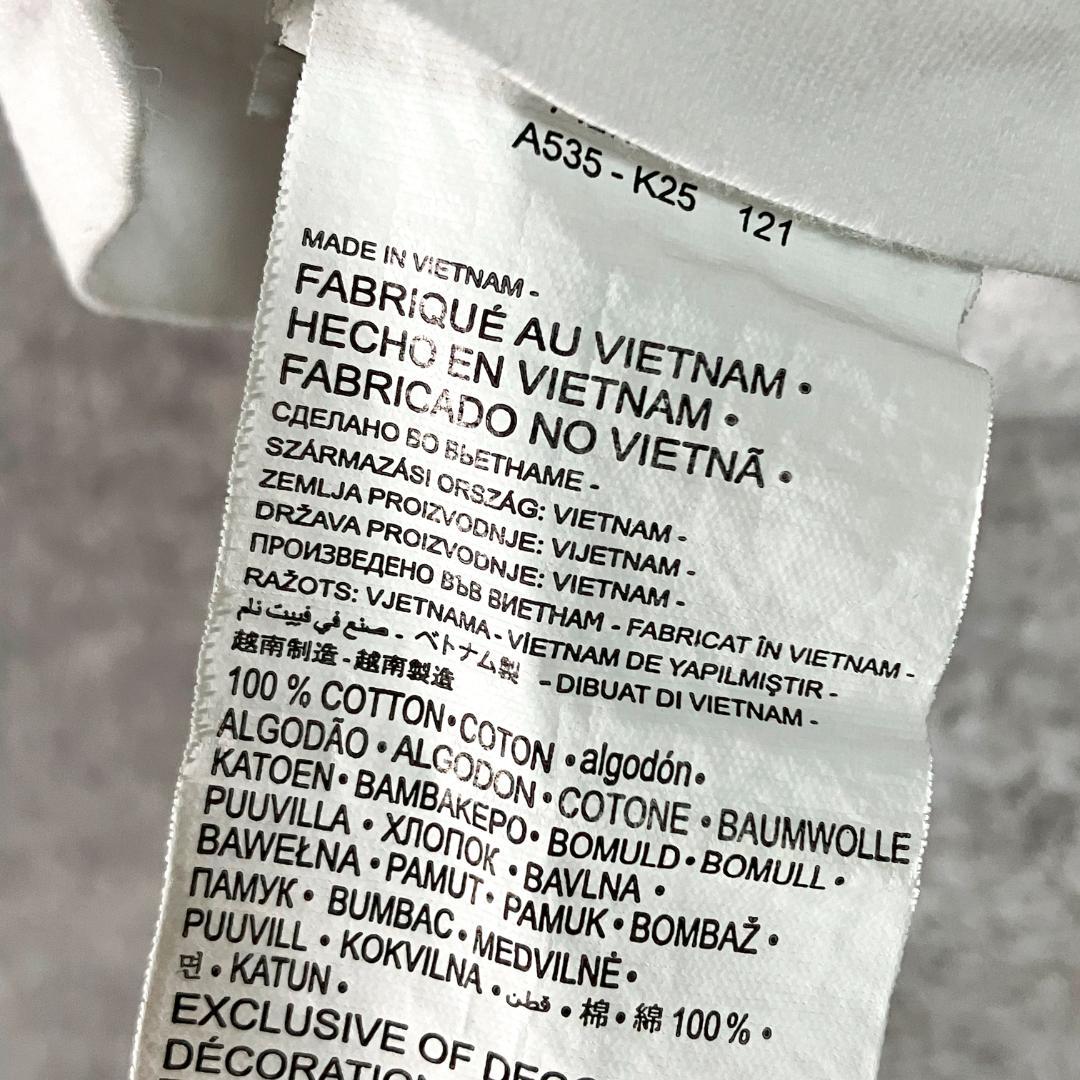 A535 - K25 121
MADE IN VIETNAM -
FABRIQUÉ AU VIETNAM •
HECHO EN VIETNAM •
FABRICADO NO VIETNÃ •
СДЕЛАНО ВО ВЬЕТНАМЕ -
SZÁRMAZÁSI ORSZÁG: VIETNAM -
ZEMLJA PROIZVODNJE: VIJETNAM -
DRŽAVA PROIZVODNJE: VIETNAM -
ПРОИЗВЕДЕНО ВЪВ ВИЕТНАМ - FABRICAT ÎN VIETNAM -
RAŽOTS: VJETNAMA - VİETNAM DE YAPILMIŞTIR -
صنع في فييت نام - ベトナム製 - DIBUAT DI VIETNAM -
越南制造 - 越南製造
100 % COTTON • COTON • algodón •
ALGODÃO • ALGODON • COTONE • BAUMWOLLE
KATOEN • ΒΑΜΒΑΚΕΡΟ • BOMULD • BOMULL •
PUUVILLA • ХЛОПОК • BAVLNA •
BAWEŁNA • PAMUT • PAMUK • BOMBAŽ •
ПАМУК • BUMBAC • MEDVILNĖ •
PUUVILL • KOKVILNA • قطن • 棉 • 綿 100% •
면 • KATUN •
EXCLUSIVE OF